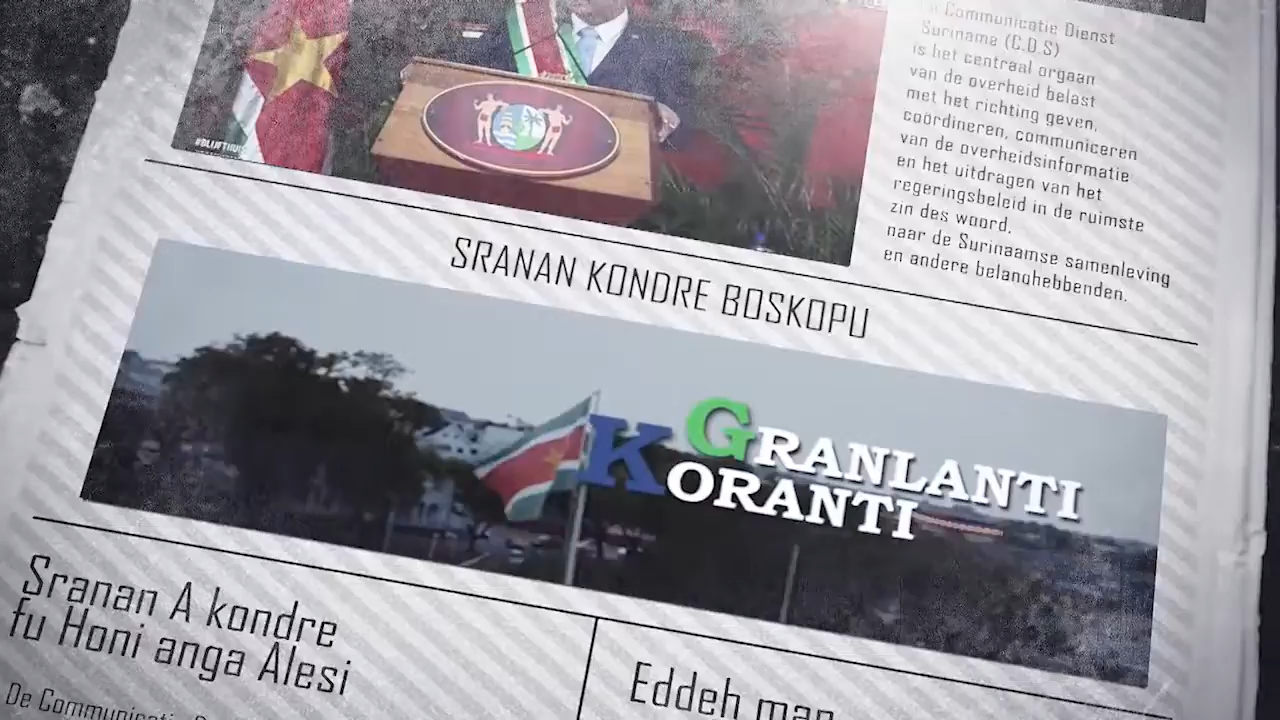 Communicatie Dienst
Suriname (C.D.S)
is het centraal orgaan
van de overheid belast
met het richting geven,
coördineren, communiceren
van de overheidsinformatie
en het uitdragen van het
regeringsbeleid in de ruimste
zin des woord.
naar de Surinaamse samenleving
en andere belanghebbenden.
SRANAN KONDRE BOSKOPU
GRANLANTI
KORANTI
Sranan A kondre
fu Honi anga Alesi
De
Eddeh man